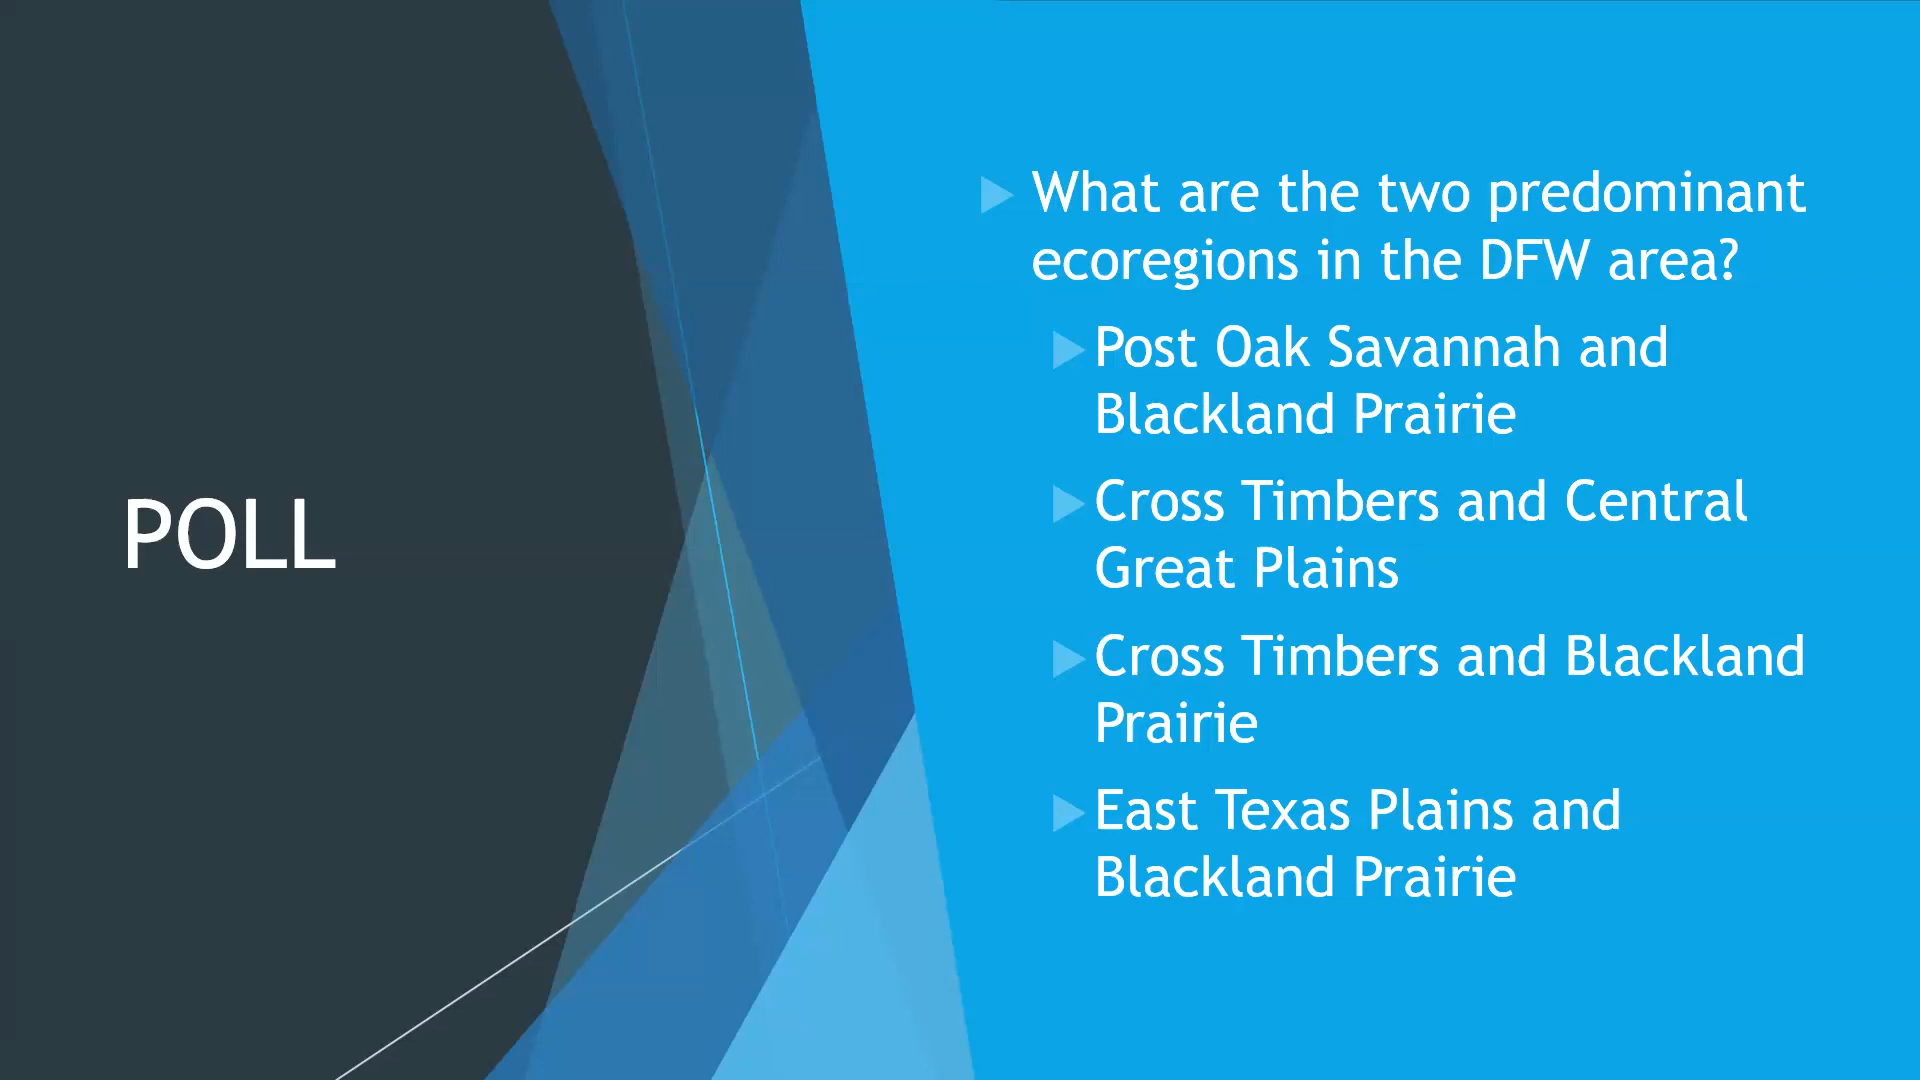 POLL
What are the two predominant
ecoregions in the DFW area?
Post Oak Savannah and
Blackland Prairie
Cross Timbers and Central
Great Plains
Cross Timbers and Blackland
Prairie
East Texas Plains and
Blackland Prairie